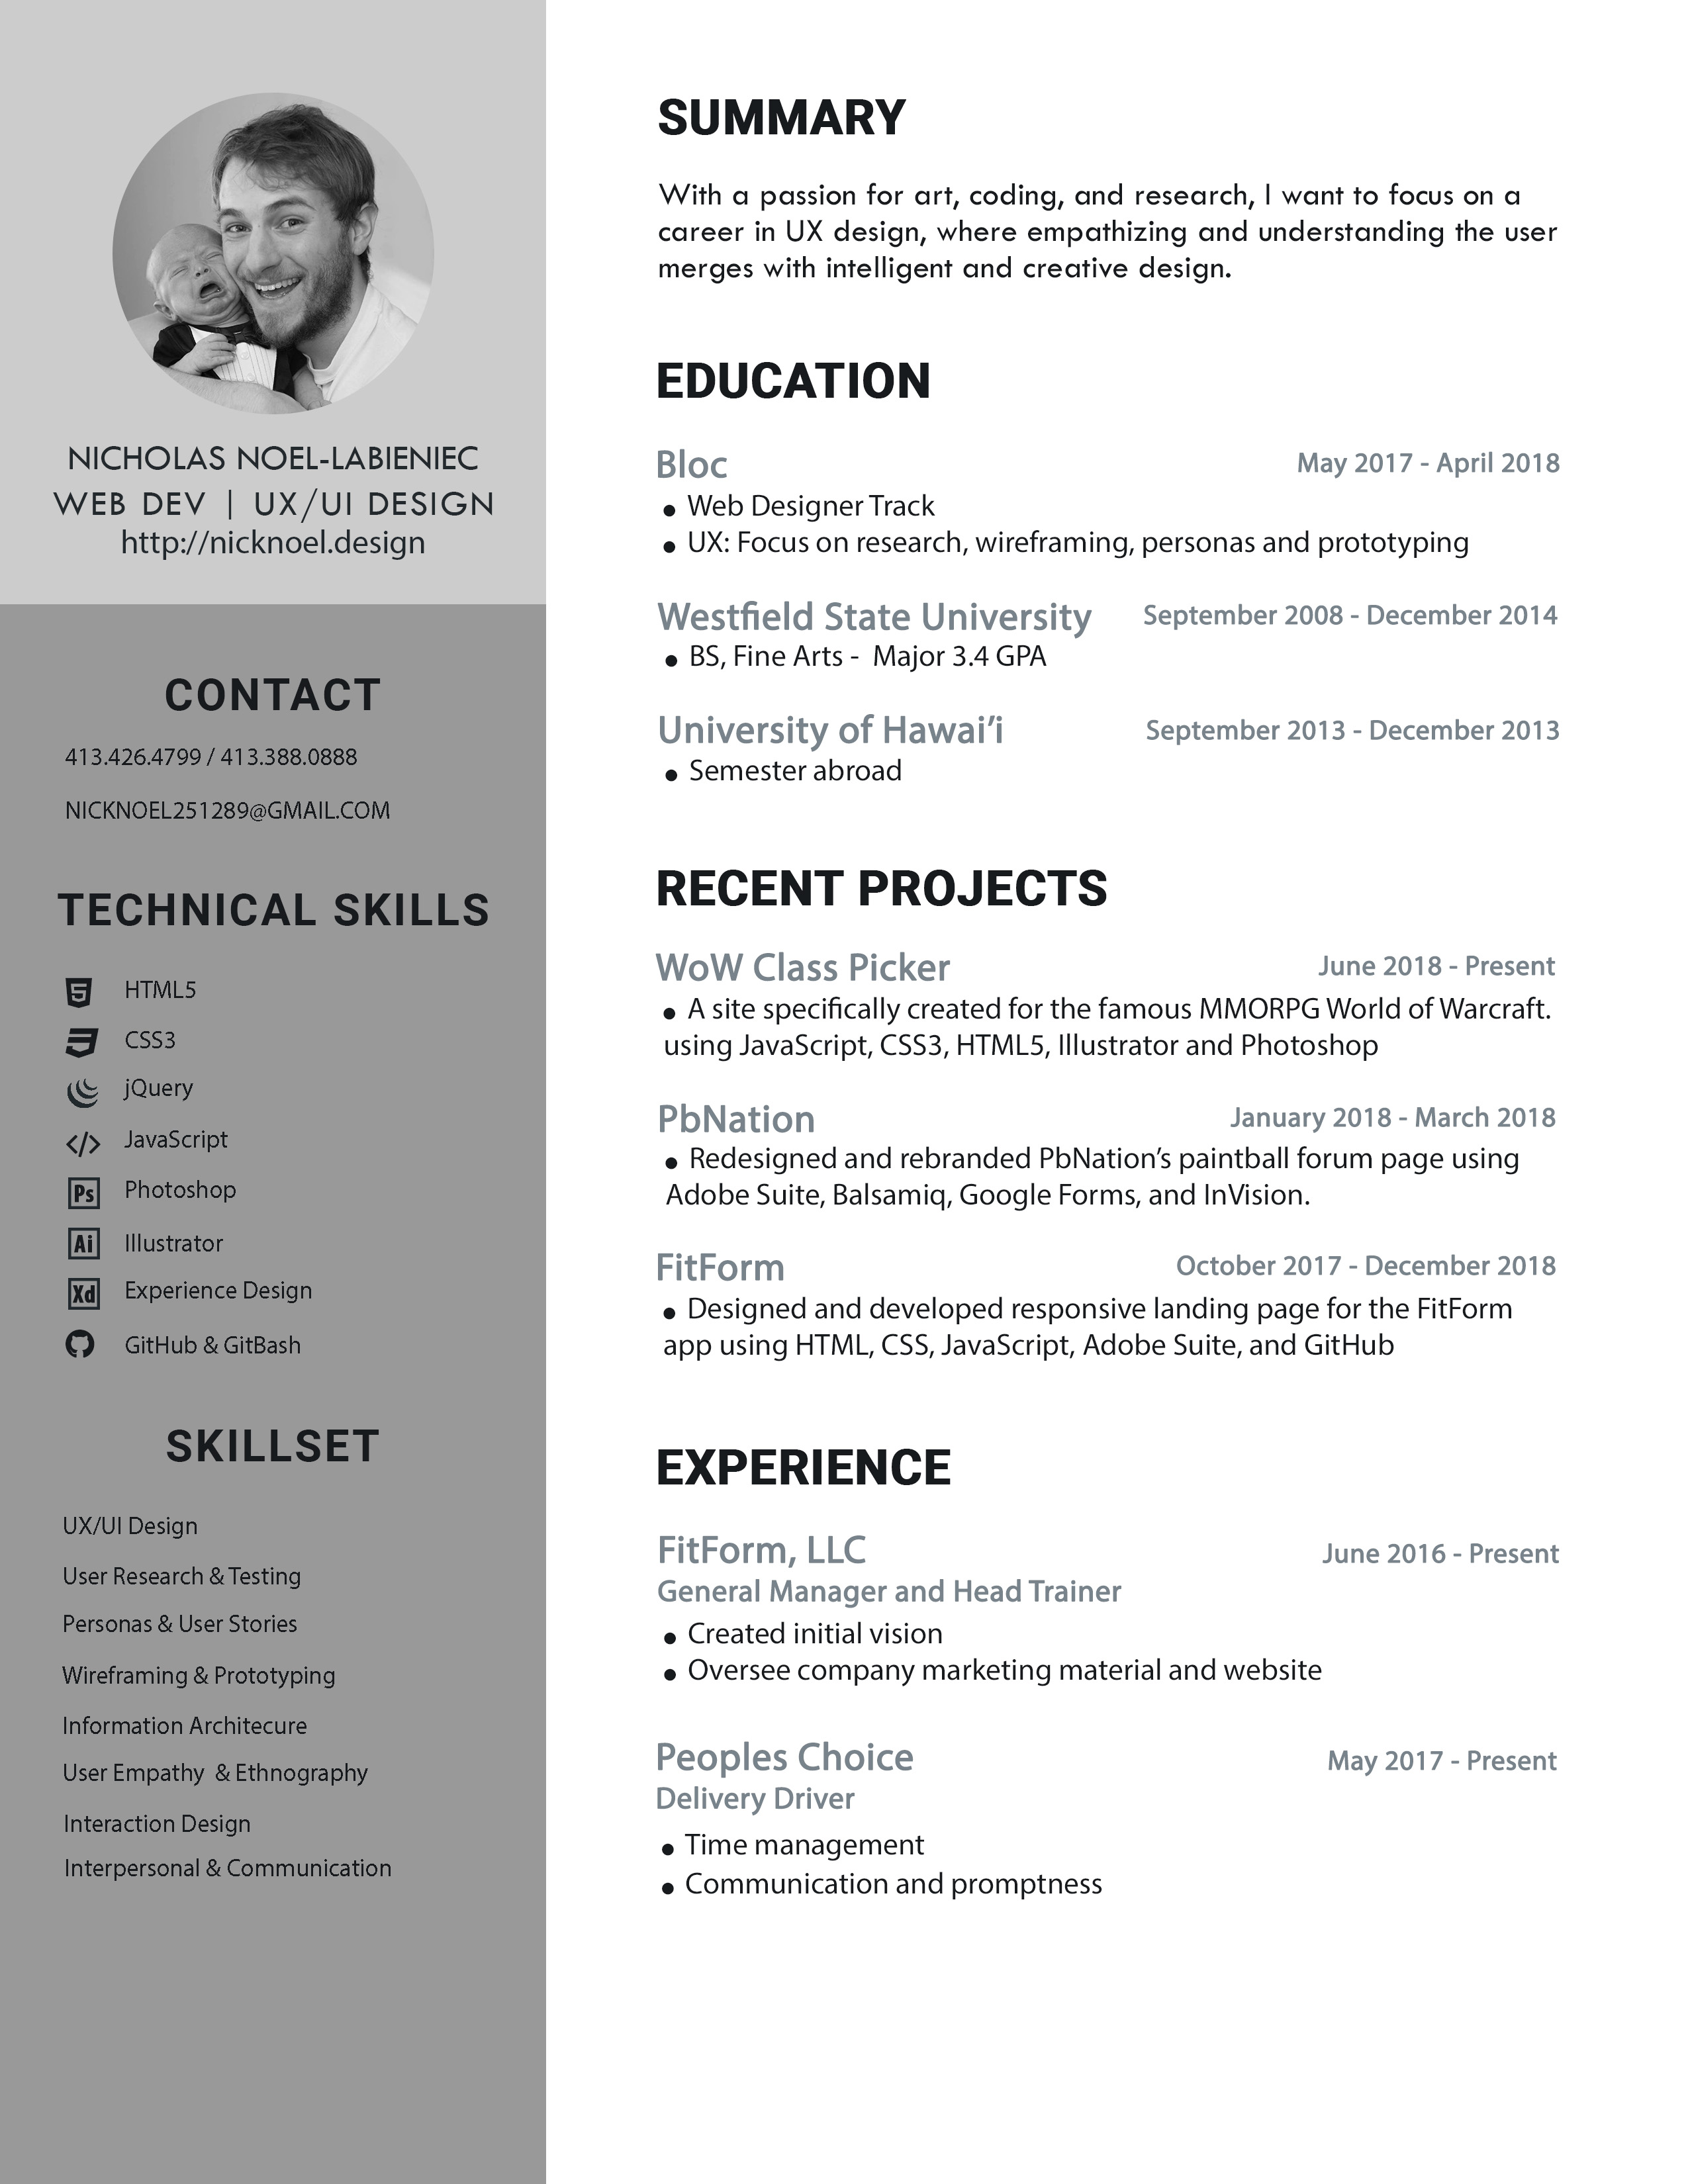 NICHOLAS NOEL-LABIENIEC
WEB DEV | UX/UI DESIGN
http://nicknoel.design
CONTACT
413.426.4799 / 413.388.0888
NICKNOEL251289@GMAIL.COM
TECHNICAL SKILLS
HTML5
CSS3
jQuery
</> JavaScript
Ps Photoshop
Ai Illustrator
Xd Experience Design
GitHub & GitBash
SKILLSET
UX/UI Design
User Research & Testing
Personas & User Stories
Wireframing & Prototyping
Information Architecure
User Empathy  & Ethnography
Interaction Design
Interpersonal & Communication
SUMMARY
With a passion for art, coding, and research, I want to focus on a
career in UX design, where empathizing and understanding the user
merges with intelligent and creative design.
EDUCATION
Bloc May 2017 - April 2018
● Web Designer Track
● UX: Focus on research, wireframing, personas and prototyping
Westfield State University September 2008 - December 2014
● BS, Fine Arts -  Major 3.4 GPA
University of Hawai’i September 2013 - December 2013
● Semester abroad
RECENT PROJECTS
WoW Class Picker June 2018 - Present
● A site specifically created for the famous MMORPG World of Warcraft.
using JavaScript, CSS3, HTML5, Illustrator and Photoshop
PbNation January 2018 - March 2018
● Redesigned and rebranded PbNation’s paintball forum page using
Adobe Suite, Balsamiq, Google Forms, and InVision.
FitForm October 2017 - December 2018
● Designed and developed responsive landing page for the FitForm
app using HTML, CSS, JavaScript, Adobe Suite, and GitHub
EXPERIENCE
FitForm, LLC June 2016 - Present
General Manager and Head Trainer
● Created initial vision
● Oversee company marketing material and website
Peoples Choice May 2017 - Present
Delivery Driver
● Time management
● Communication and promptness